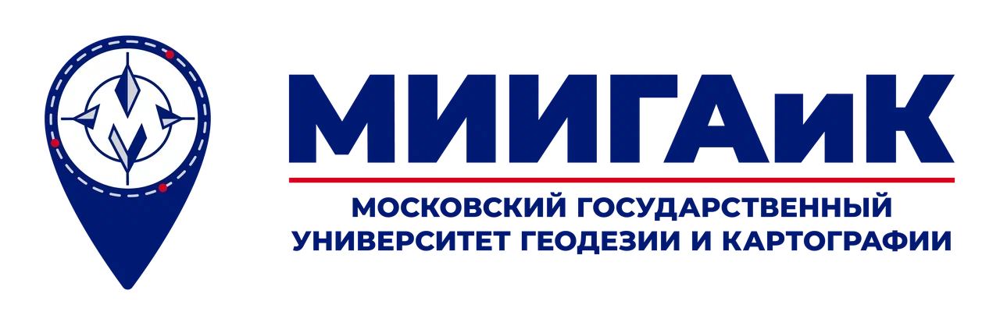 МИИГАиК
МОСКОВСКИЙ ГОСУДАРСТВЕННЫЙ
УНИВЕРСИТЕТ ГЕОДЕЗИИ И КАРТОГРАФИИ